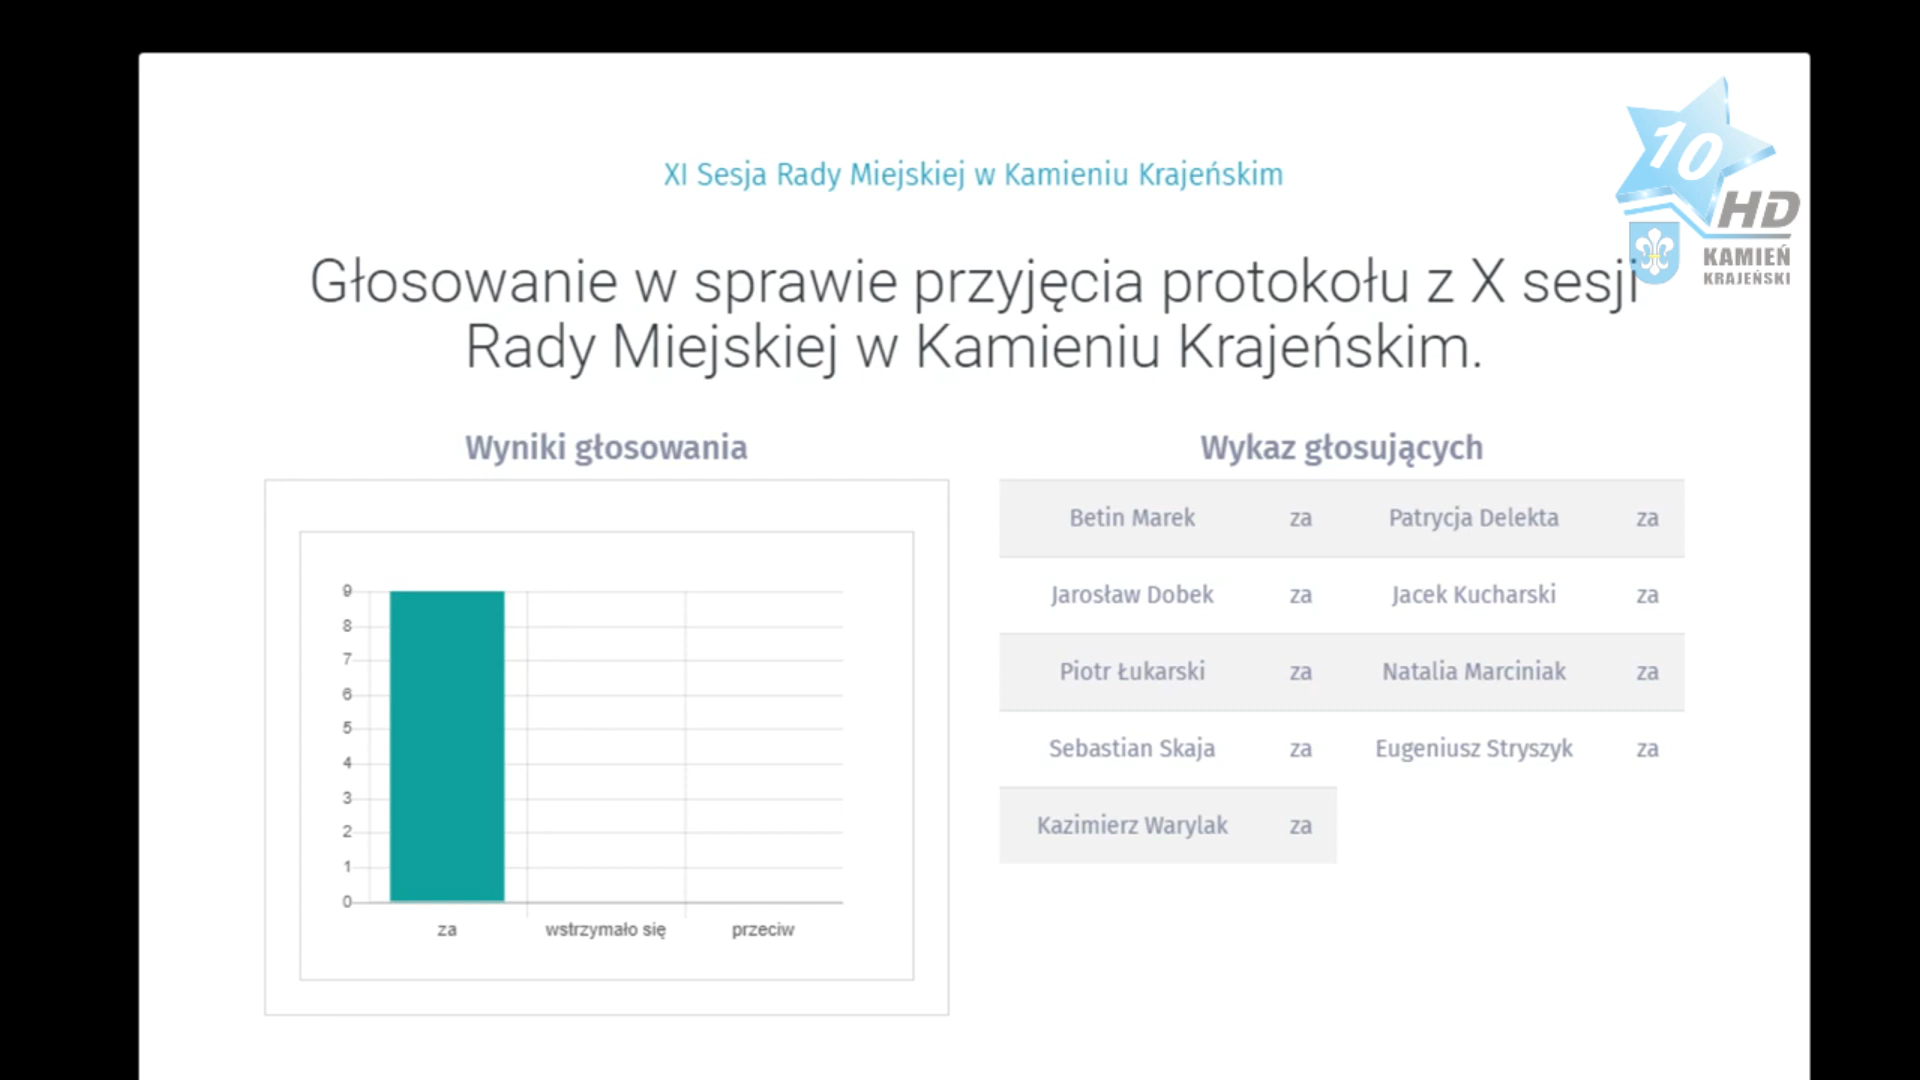 10
HD
KAMIEŃ
KRAJEŃSKI
XI Sesja Rady Miejskiej w Kamieniu Krajeńskim
Głosowanie w sprawie przyjęcia protokołu z X sesji
Rady Miejskiej w Kamieniu Krajeńskim.
Wyniki głosowania
9
8
7
6
5
4
3
2
1
0
za wstrzymało się przeciw
Wykaz głosujących
Betin Marek za Patrycja Delekta za
Jarosław Dobek za Jacek Kucharski za
Piotr Łukarski za Natalia Marciniak za
Sebastian Skaja za Eugeniusz Stryszyk za
Kazimierz Warylak za